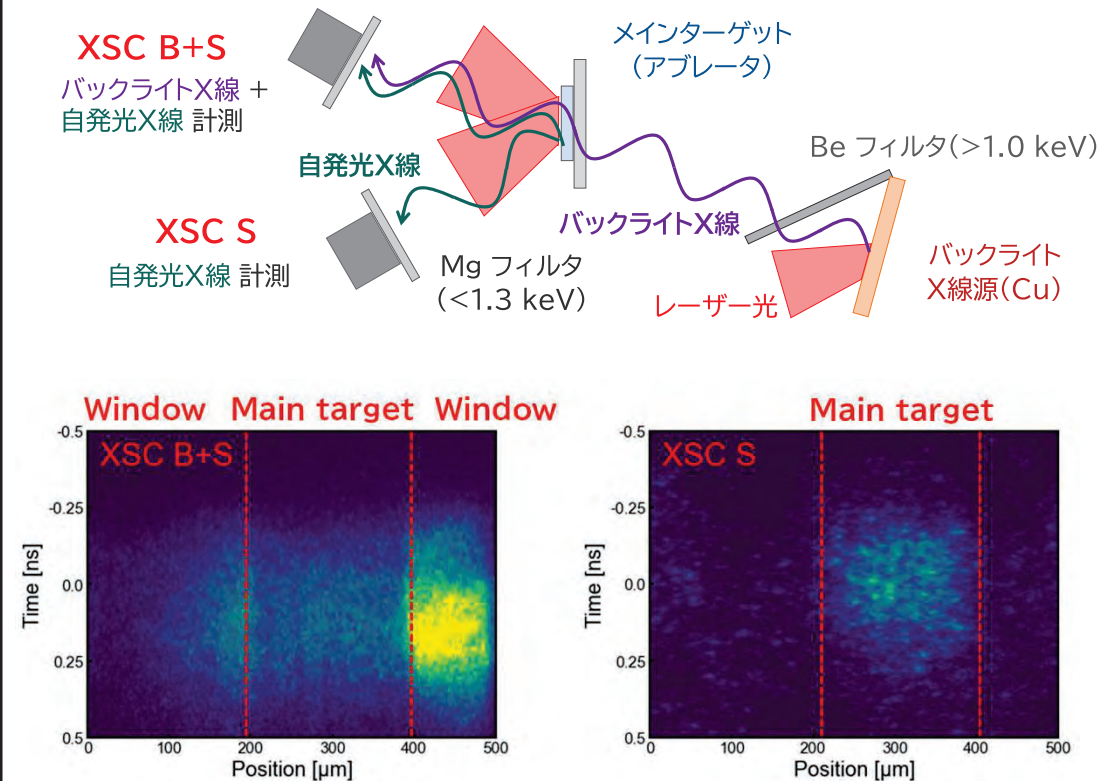 XSC B+S
バックライトX線 +
自発光X線 計測
メインターゲット
(アブレータ)
Be フィルタ(>1.0 keV)
自発光X線
XSC S
自発光X線 計測
Mg フィルタ
(<1.3 keV)
バックライトX線
レーザー光
バックライト
X線源(Cu)
Window Main target Window
XSC B+S
-0.5
-0.25
0.0
0.25
0.5
Time [ns]
0 100 200 300 400 500
Position [μm]
Main target
XSC S
-0.5
-0.25
0.0
0.25
0.5
Time [ns]
0 100 200 300 400 500
Position [μm]